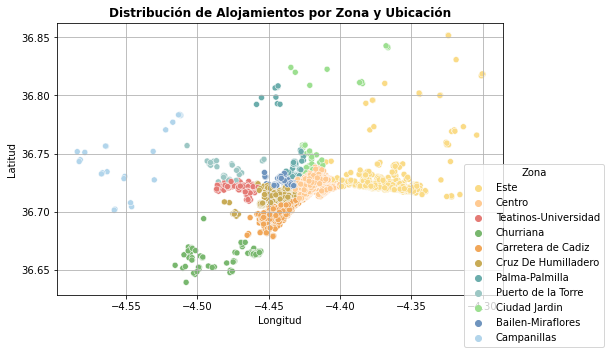 Distribución de Alojamientos por Zona y Ubicación
36.85
36.80
36.75
36.70
36.65
Latitud
−4.55
−4.50
−4.45
−4.40
−4.35
−4.30
Longitud
Zona
Este
Centro
Teatinos-Universidad
Churriana
Carretera de Cadiz
Cruz De Humilladero
Palma-Palmilla
Puerto de la Torre
Ciudad Jardin
Bailen-Miraflores
Campanillas